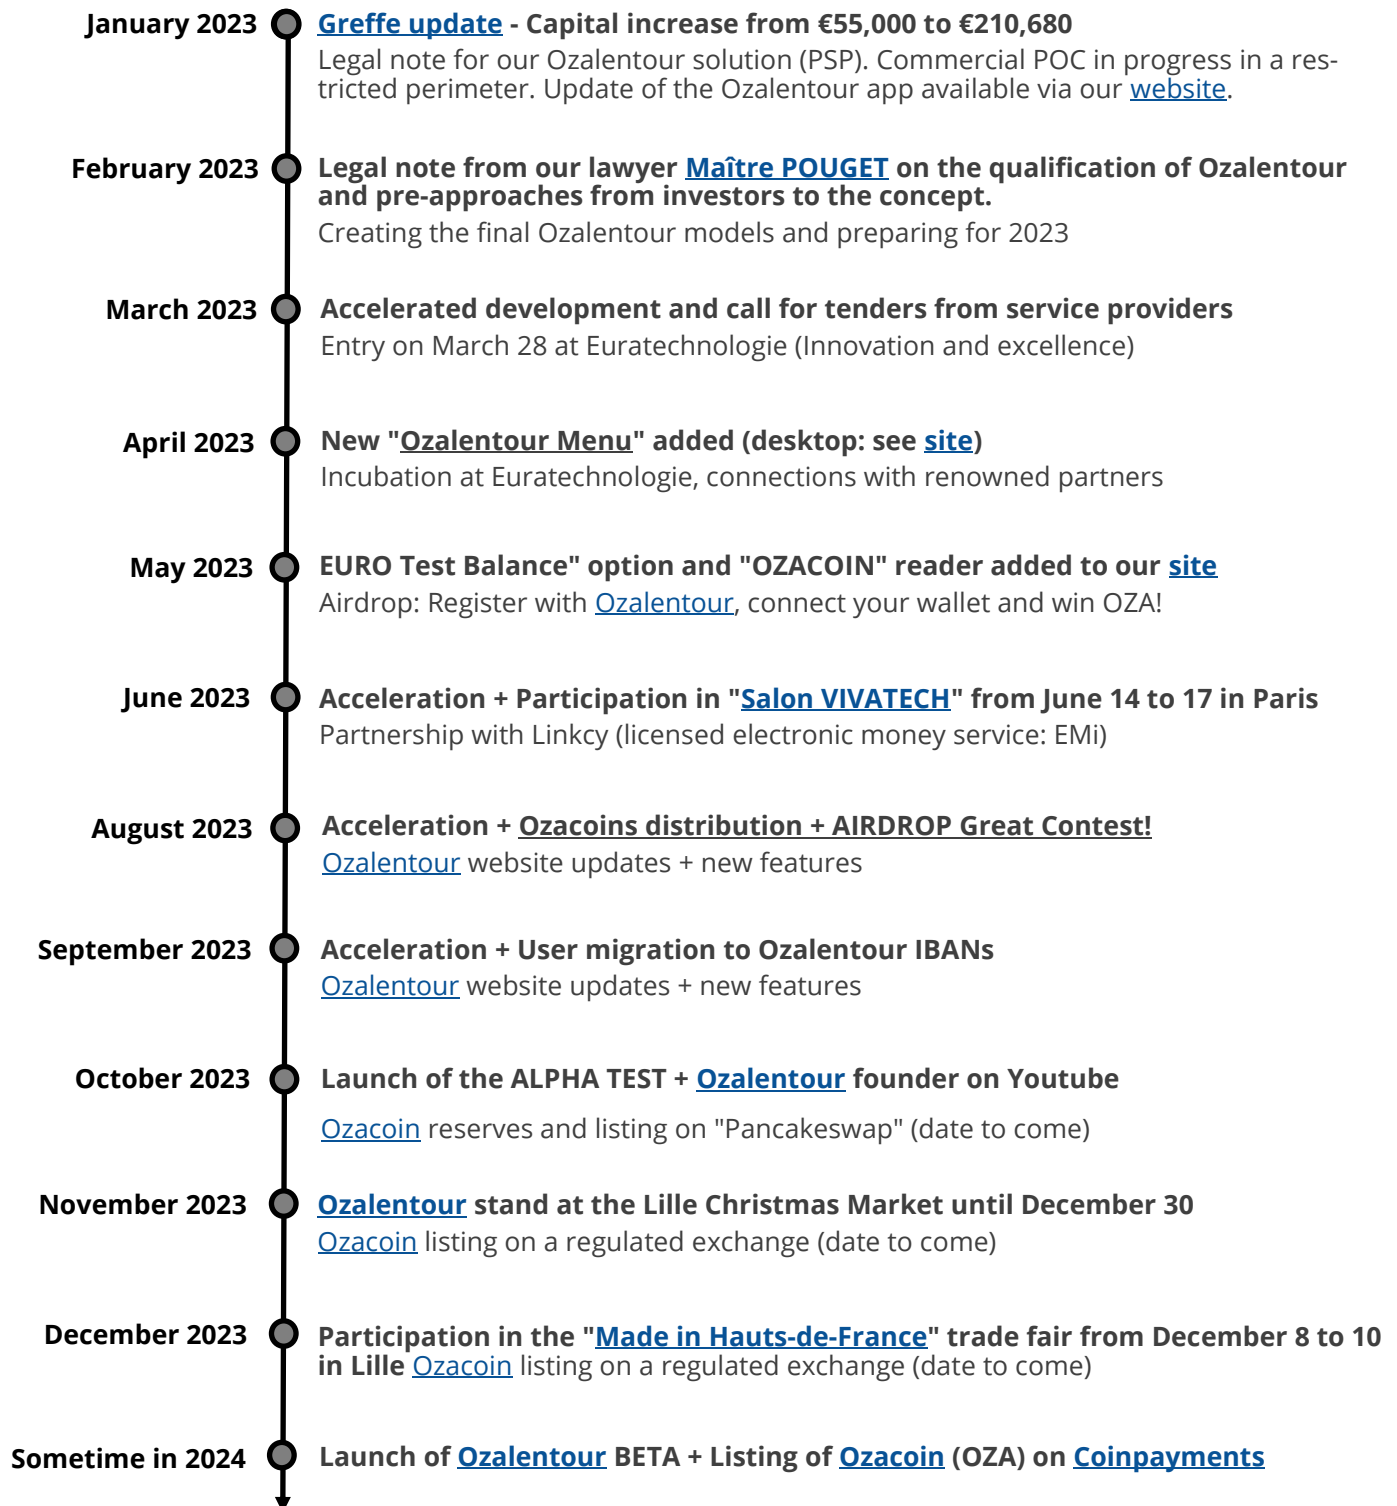 January 2023
Greffe update - Capital increase from €55,000 to €210,680
Legal note for our Ozalentour solution (PSP). Commercial POC in progress in a res-
tricted perimeter. Update of the Ozalentour app available via our website.
February 2023
Legal note from our lawyer Maître POUGET on the qualification of Ozalentour
and pre-approaches from investors to the concept.
Creating the final Ozalentour models and preparing for 2023
March 2023
Accelerated development and call for tenders from service providers
Entry on March 28 at Euratechnologie (Innovation and excellence)
April 2023
New "Ozalentour Menu" added (desktop: see site)
Incubation at Euratechnologie, connections with renowned partners
May 2023
EURO Test Balance" option and "OZACOIN" reader added to our site
Airdrop: Register with Ozalentour, connect your wallet and win OZA!
June 2023
Acceleration + Participation in "Salon VIVATECH" from June 14 to 17 in Paris
Partnership with Linkcy (licensed electronic money service: EMi)
August 2023
Acceleration + Ozacoins distribution + AIRDROP Great Contest!
Ozalentour website updates + new features
September 2023
Acceleration + User migration to Ozalentour IBANs
Ozalentour website updates + new features
October 2023
Launch of the ALPHA TEST + Ozalentour founder on Youtube
Ozacoin reserves and listing on "Pancakeswap" (date to come)
November 2023
Ozalentour stand at the Lille Christmas Market until December 30
Ozacoin listing on a regulated exchange (date to come)
December 2023
Participation in the "Made in Hauts-de-France" trade fair from December 8 to 10
in Lille Ozacoin listing on a regulated exchange (date to come)
Sometime in 2024
Launch of Ozalentour BETA + Listing of Ozacoin (OZA) on Coinpayments